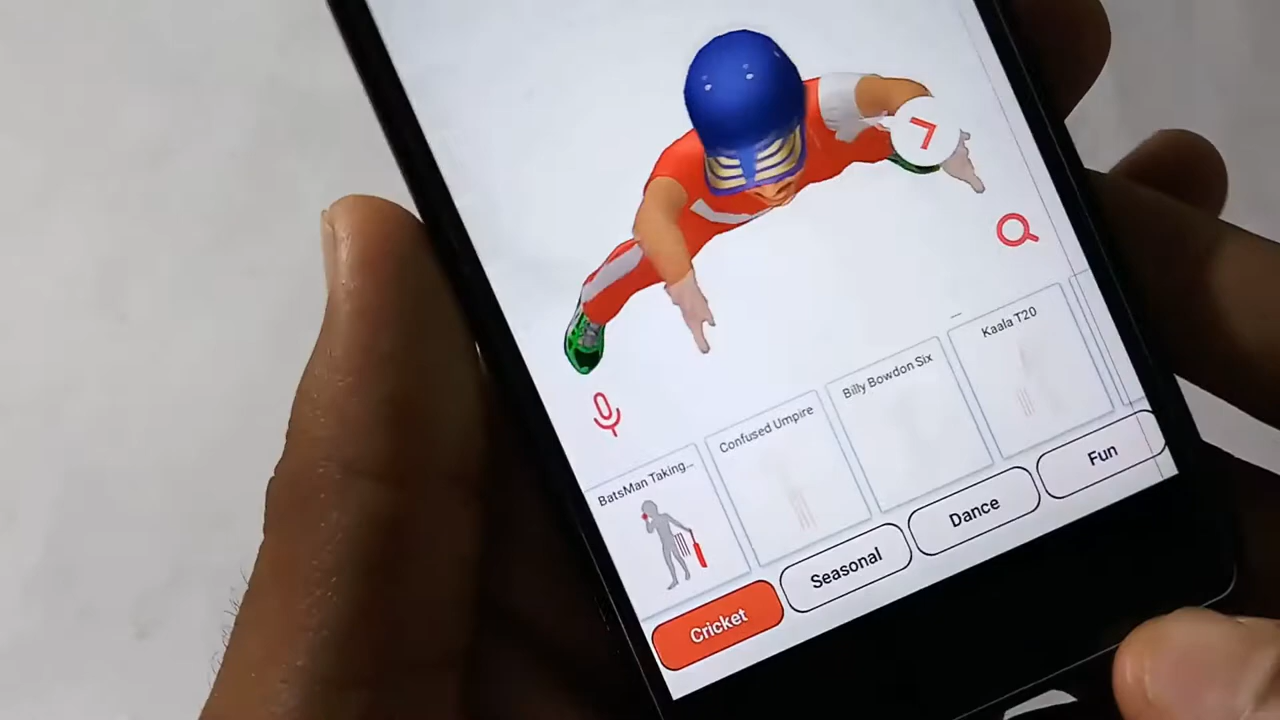 BatsMan Taking...
Confused Umpire
Billy Bowdon Six
Kaala T20
Cricket
Seasonal
Dance
Fun